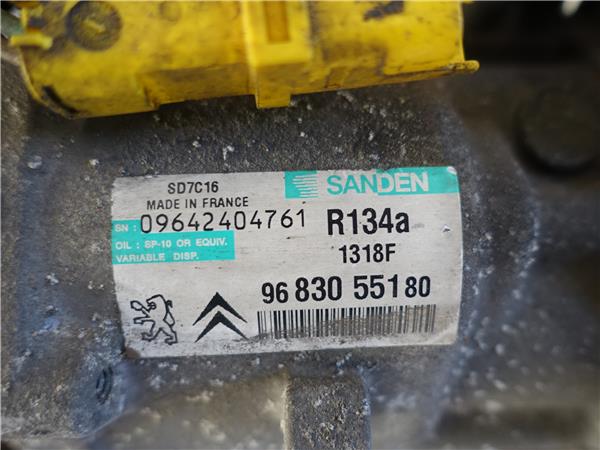 SD7C16
SANDEN
MADE IN FRANCE
SN : 09642404761
R134a
OIL : SP-10 OR EQUIV.
VARIABLE DISP.
1318F
96 830 551 80